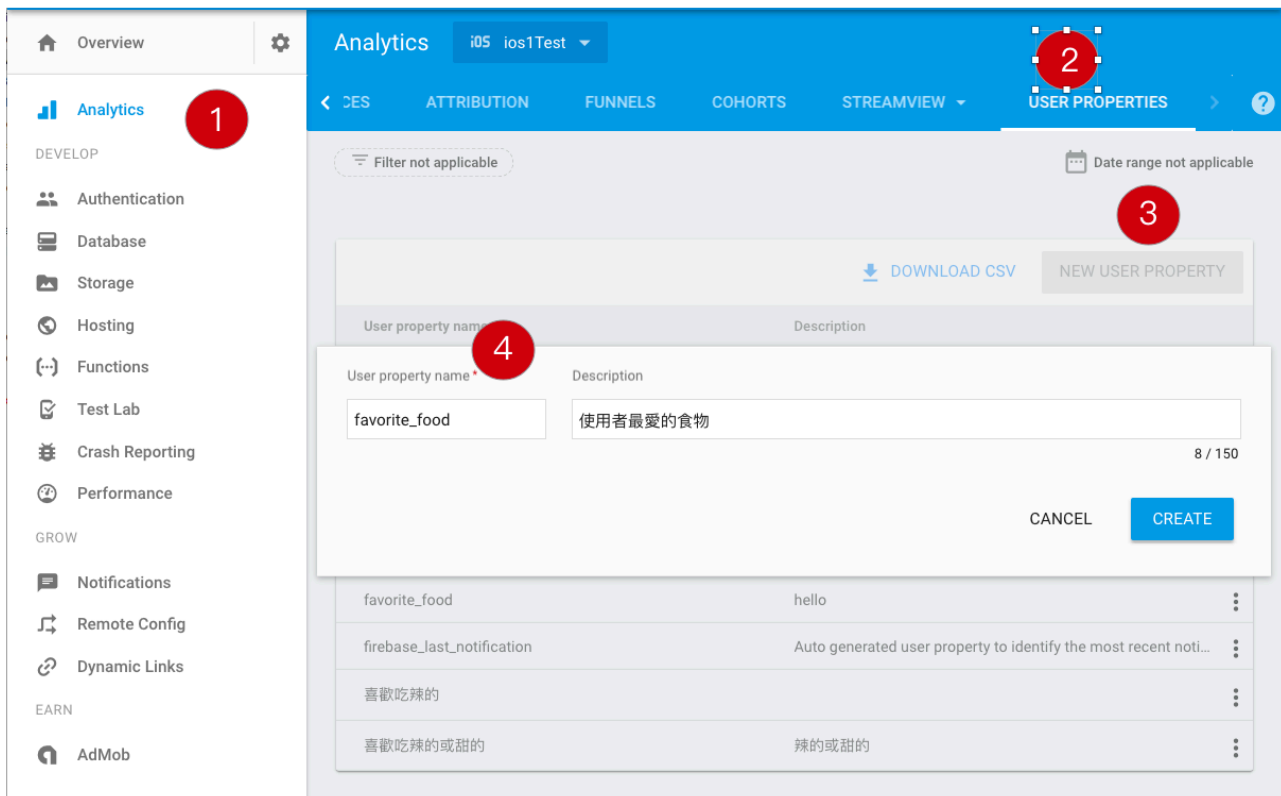 Overview
Analytics
1
DEVELOP
Authentication
Database
Storage
Hosting
Functions
Test Lab
Crash Reporting
Performance
GROW
Notifications
Remote Config
Dynamic Links
EARN
AdMob
Analytics iOS ios1Test
2
CES ATTRIBUTION FUNNELS COHORTS STREAMVIEW USER PROPERTIES ?
Filter not applicable Date range not applicable
3
DOWNLOAD CSV NEW USER PROPERTY
User property name Description
4
User property name * Description
favorite_food 使用者最愛的食物
8 / 150
CANCEL CREATE
favorite_food hello
firebase_last_notification Auto generated user property to identify the most recent noti...
喜歡吃辣的
喜歡吃辣的或甜的 辣的或甜的